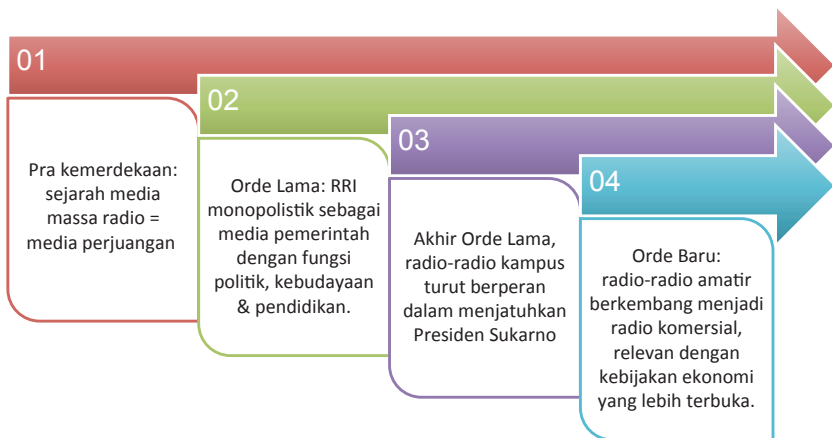 01
Pra kemerdekaan:
sejarah media
massa radio =
media perjuangan
02
Orde Lama: RRI
monopolistik sebagai
media pemerintah
dengan fungsi
politik, kebudayaan
& pendidikan.
03
Akhir Orde Lama,
radio-radio kampus
turut berperan
dalam menjatuhkan
Presiden Sukarno
04
Orde Baru:
radio-radio amatir
berkembang menjadi
radio komersial,
relevan dengan
kebijakan ekonomi
yang lebih terbuka.